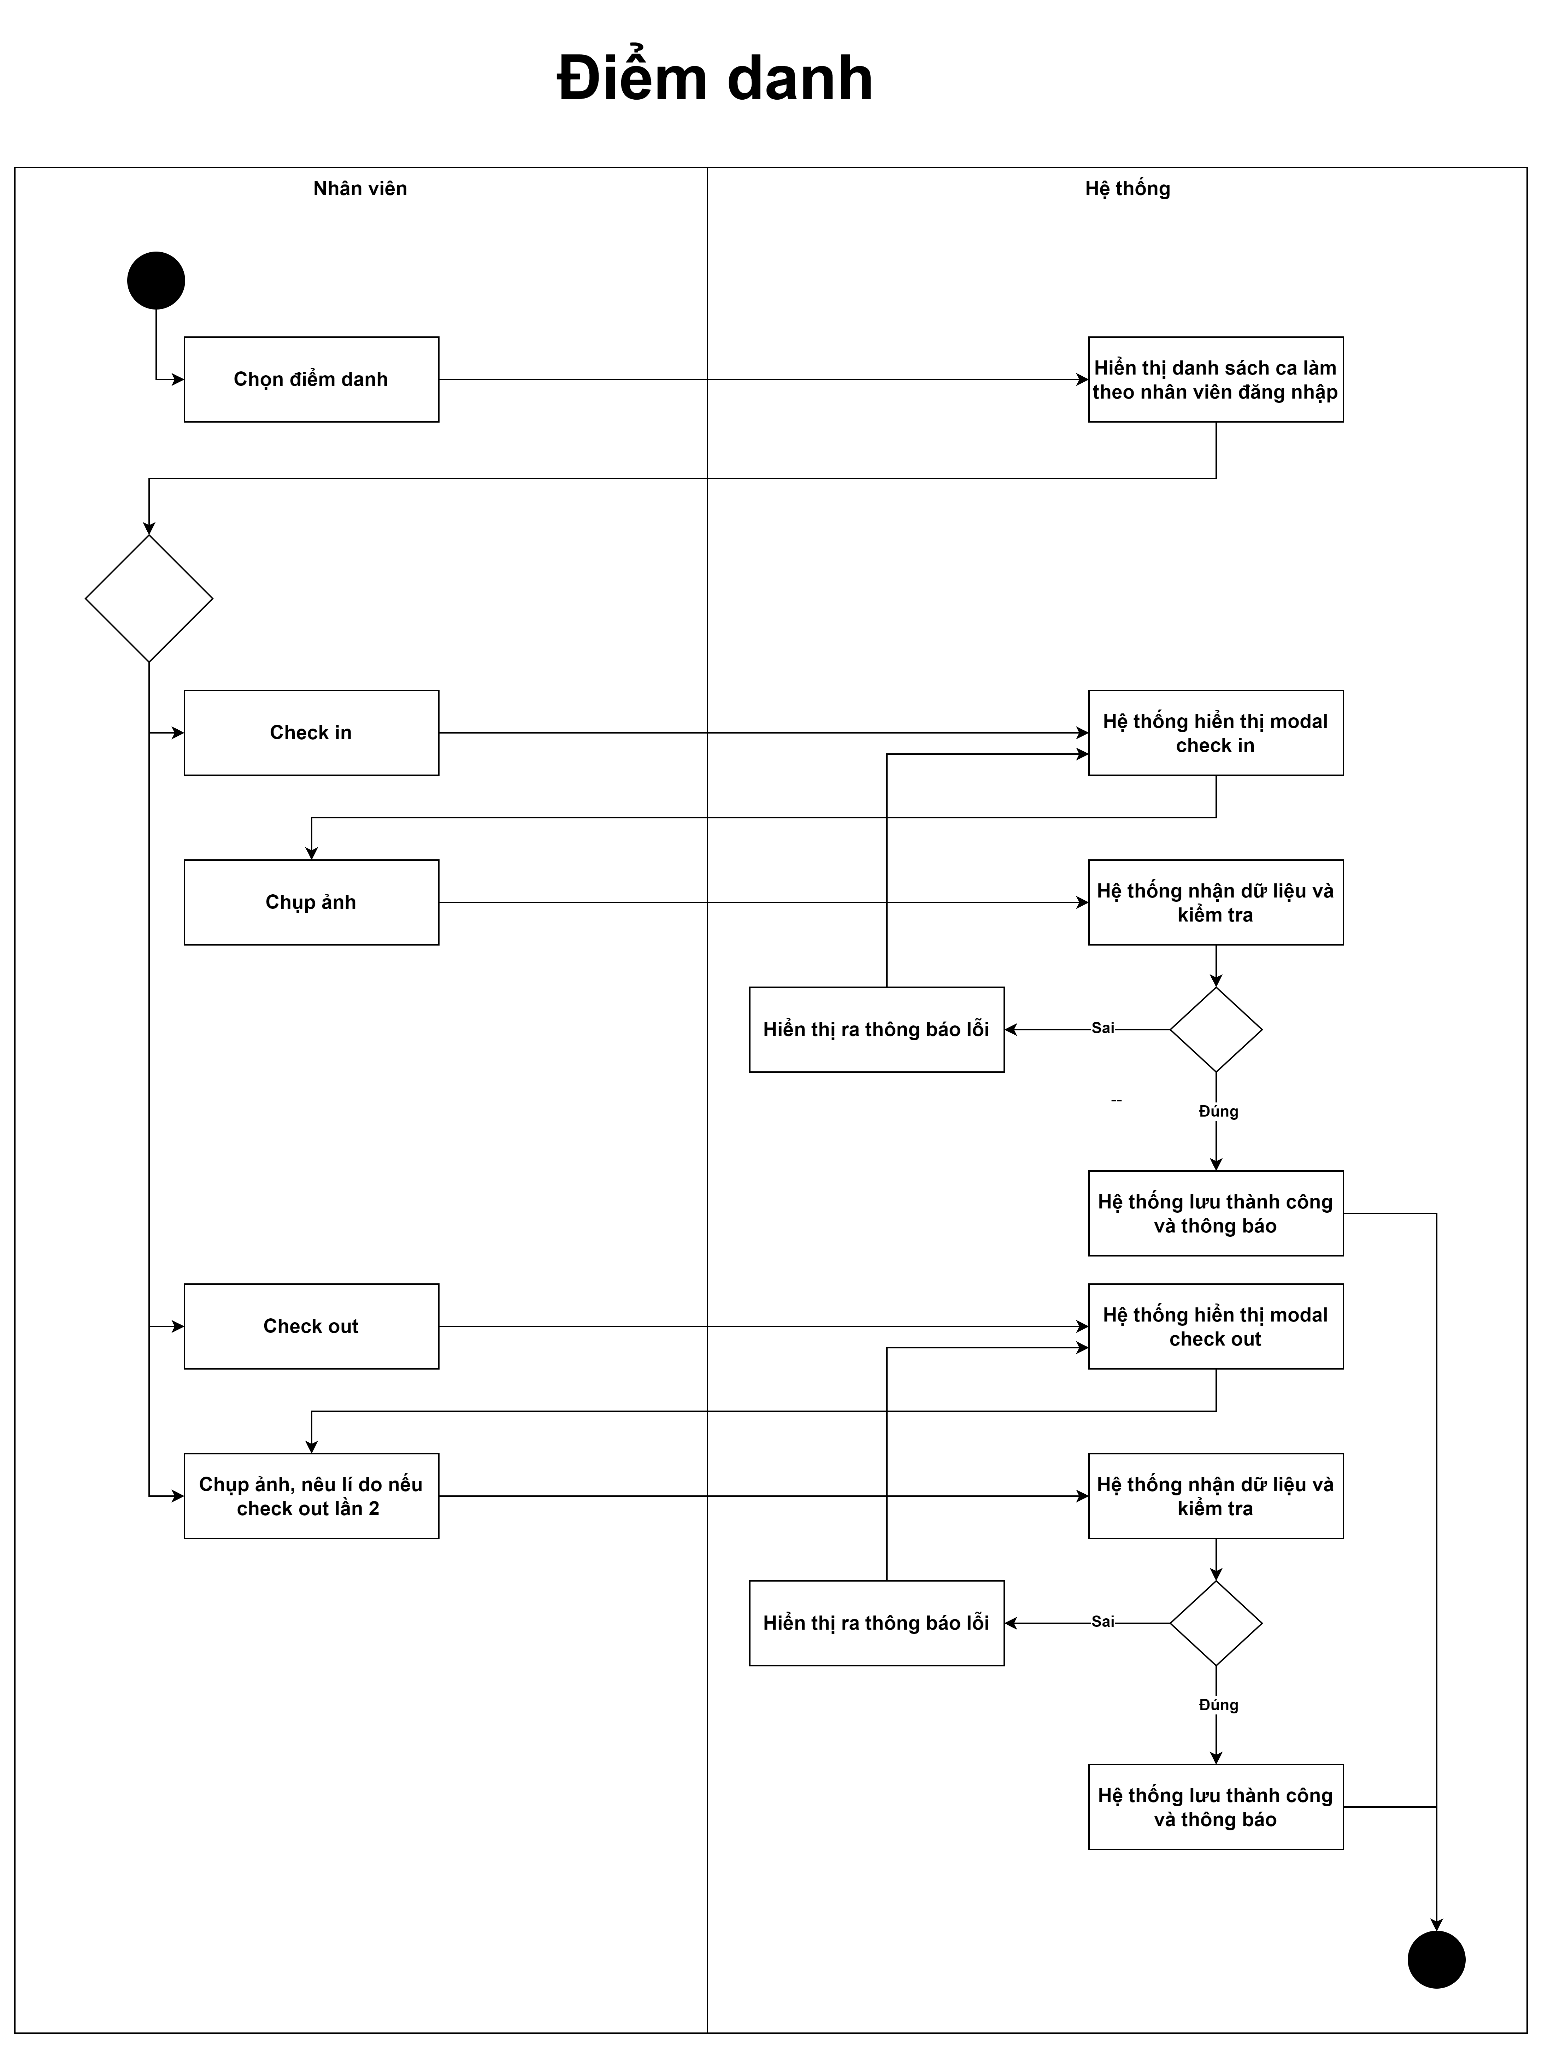 Điểm danh
Nhân viên
Hệ thống
Chọn điểm danh
Hiển thị danh sách ca làm
theo nhân viên đăng nhập
Check in
Hệ thống hiển thị modal
check in
Chụp ảnh
Hệ thống nhận dữ liệu và
kiểm tra
Hiển thị ra thông báo lỗi
Sai
--
Đúng
Hệ thống lưu thành công
và thông báo
Check out
Hệ thống hiển thị modal
check out
Chụp ảnh, nêu lí do nếu
check out lần 2
Hệ thống nhận dữ liệu và
kiểm tra
Hiển thị ra thông báo lỗi
Sai
Đúng
Hệ thống lưu thành công
và thông báo